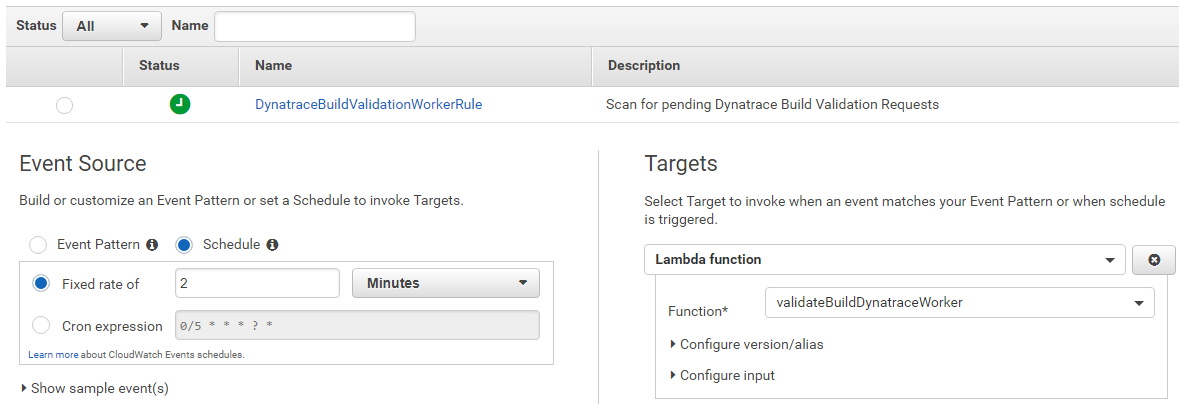 Status All Name
Status Name Description
DynatraceBuildValidationWorkerRule Scan for pending Dynatrace Build Validation Requests
Event Source
Build or customize an Event Pattern or set a Schedule to invoke Targets.
Event Pattern Schedule
Fixed rate of 2 Minutes
Cron expression 0/5 * * * ? *
Learn more about CloudWatch Events schedules.
Show sample event(s)
Targets
Select Target to invoke when an event matches your Event Pattern or when schedule
is triggered.
Lambda function
Function* validateBuildDynatraceWorker
Configure version/alias
Configure input